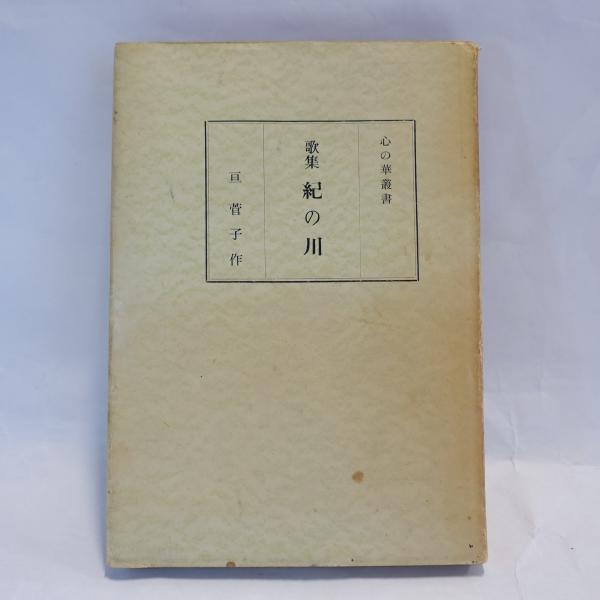 心の華叢書
歌集 紀の川
亘 菅子作